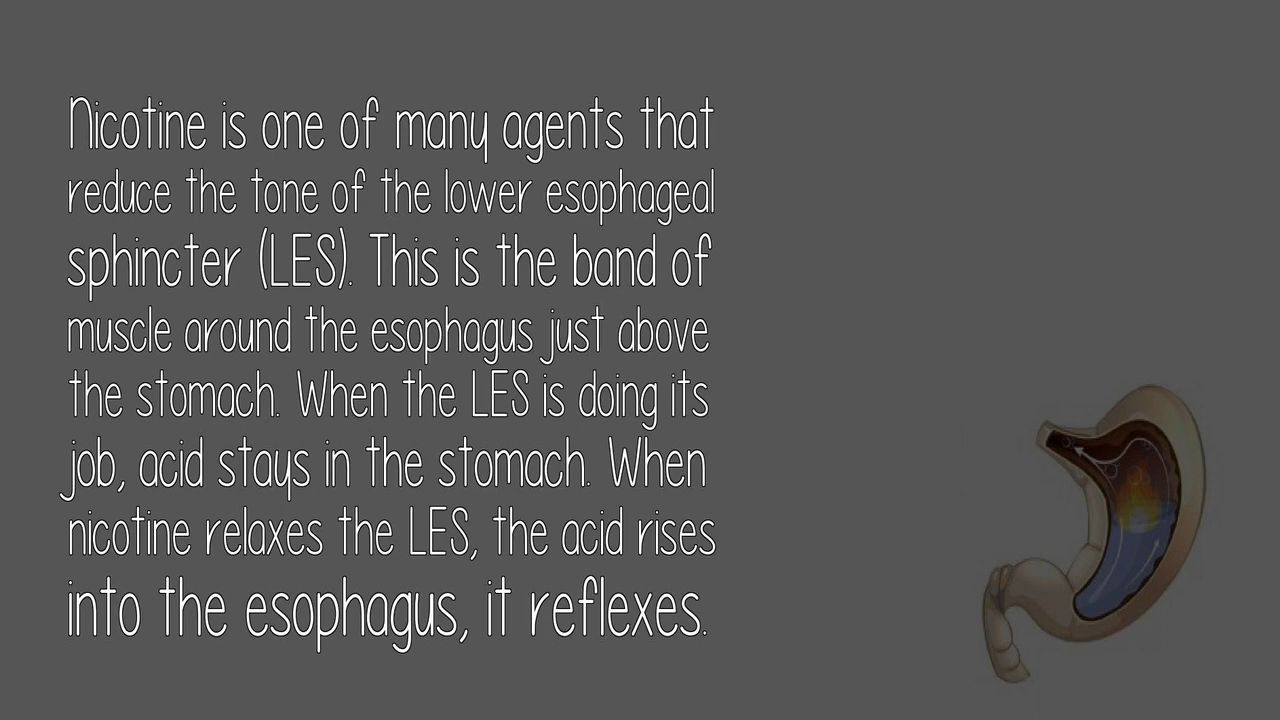 Nicotine is one of many agents that
reduce the tone of the lower esophageal
sphincter (LES). This is the band of
muscle around the esophagus just above
the stomach. When the LES is doing its
job, acid stays in the stomach. When
nicotine relaxes the LES, the acid rises
into the esophagus, it reflexes.